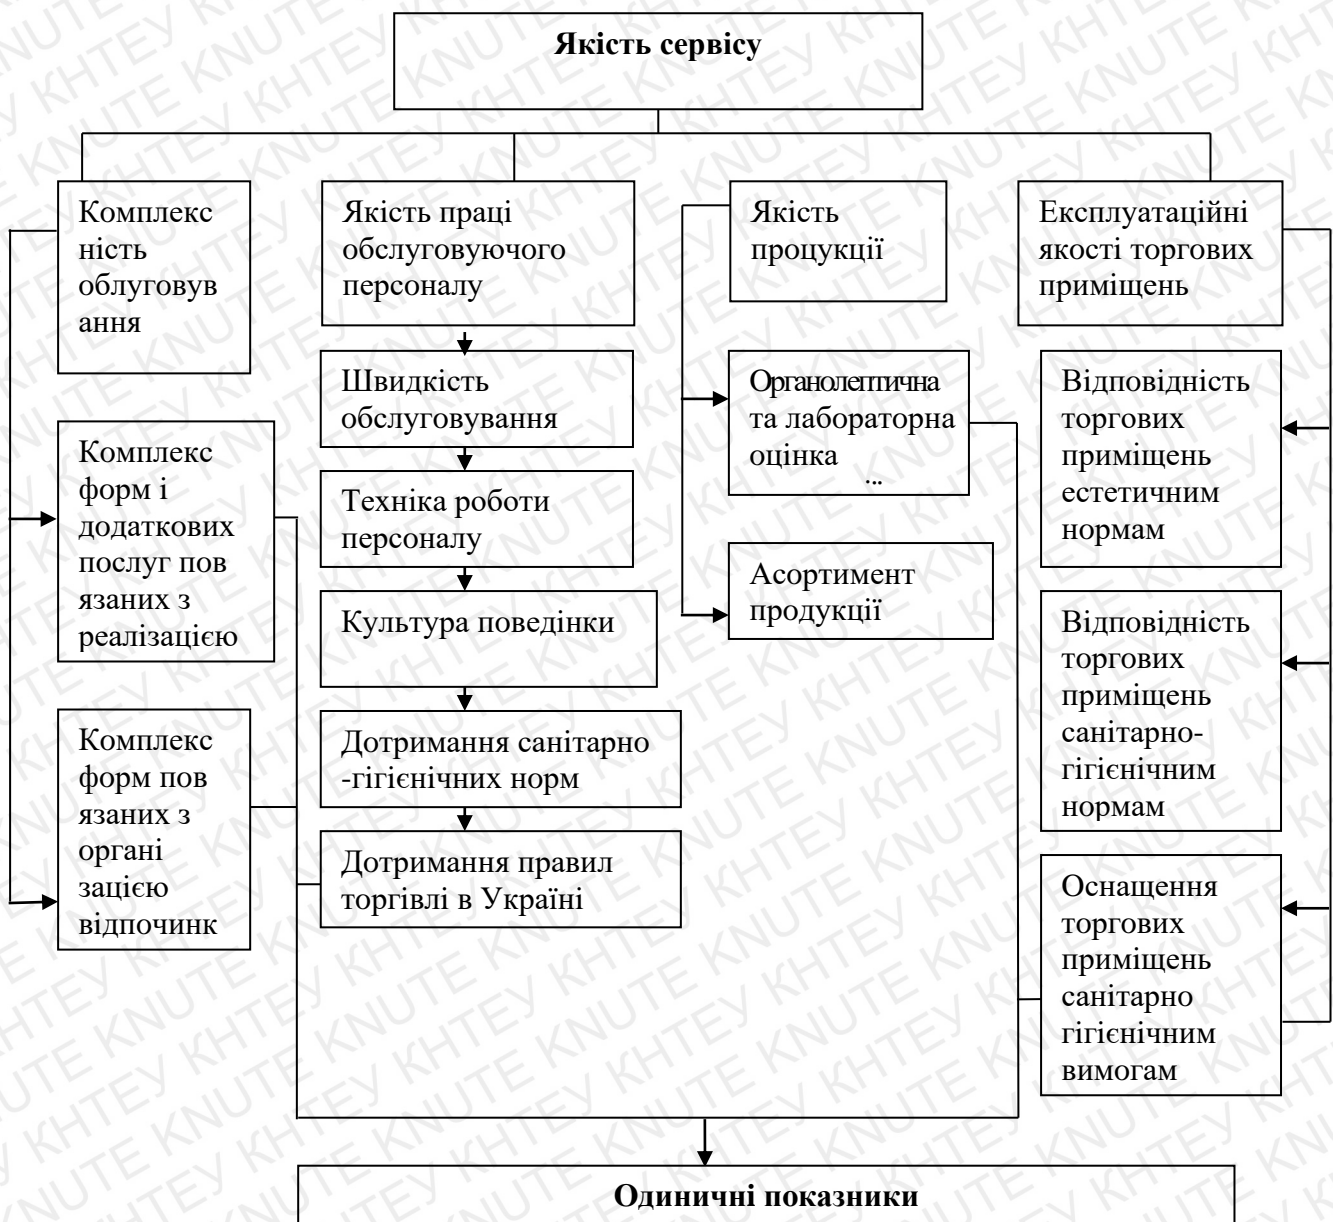 Якість сервісу
Комплекс
ність
облуговув
ання
Комплекс
форм і
додаткових
послуг пов
язаних з
реалізацією
Комплекс
форм пов
язаних з
органі
зацією
відпочинк
Якість праці
обслуговуючого
персоналу
Швидкість
обслуговування
Техніка роботи
персоналу
Культура поведінки
Дотримання санітарно
-гігієнічних норм
Дотримання правил
торгівлі в Україні
Якість
процукції
Органолептична
та лабораторна
оцінка
...
Асортимент
продукції
Експлуатаційні
якості торгових
приміщень
Відповідність
торгових
приміщень
естетичним
нормам
Відповідність
торгових
приміщень
санітарно-
гігієнічним
нормам
Оснащення
торгових
приміщень
санітарно
гігієнічним
вимогам
Одиничні показники